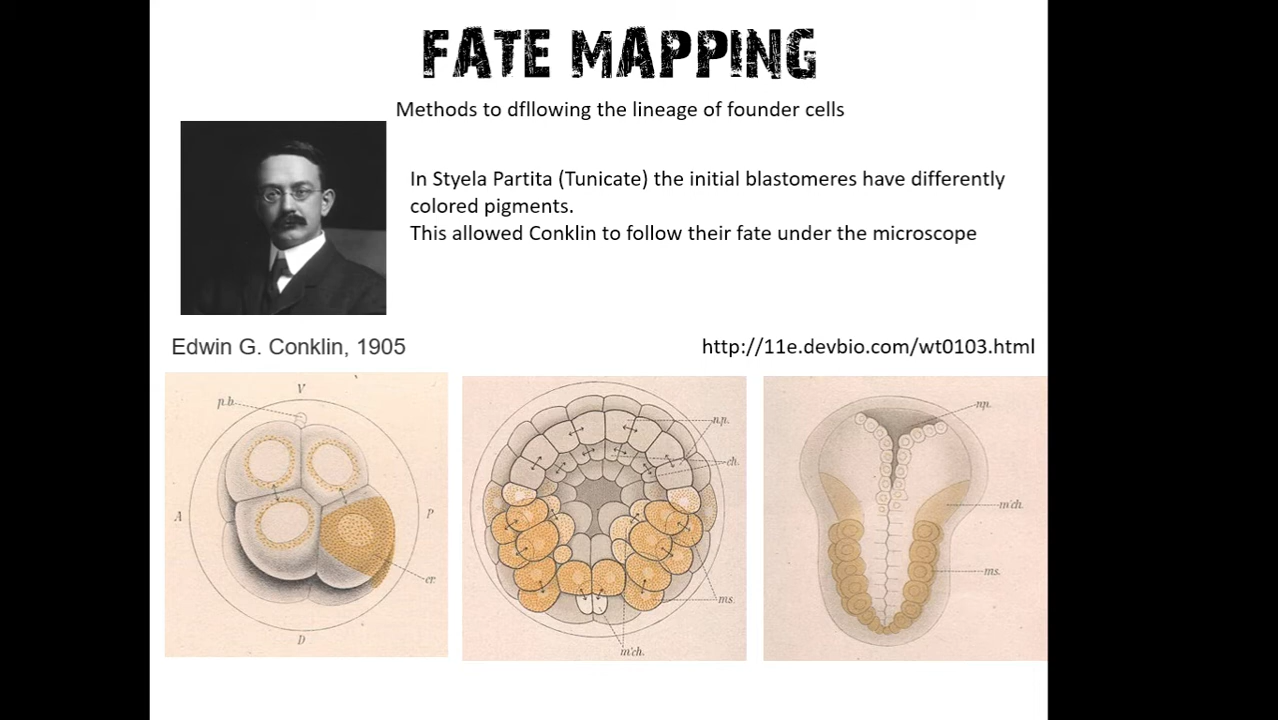 FATE MAPPING
Methods to dfllowing the lineage of founder cells
In Styela Partita (Tunicate) the initial blastomeres have differently
colored pigments.
This allowed Conklin to follow their fate under the microscope
Edwin G. Conklin, 1905
http://11e.devbio.com/wt0103.html
V
p.b.
A
P
cr.
D
n.p.
ch.
ms.
m'ch.
np.
m'ch.
ms.